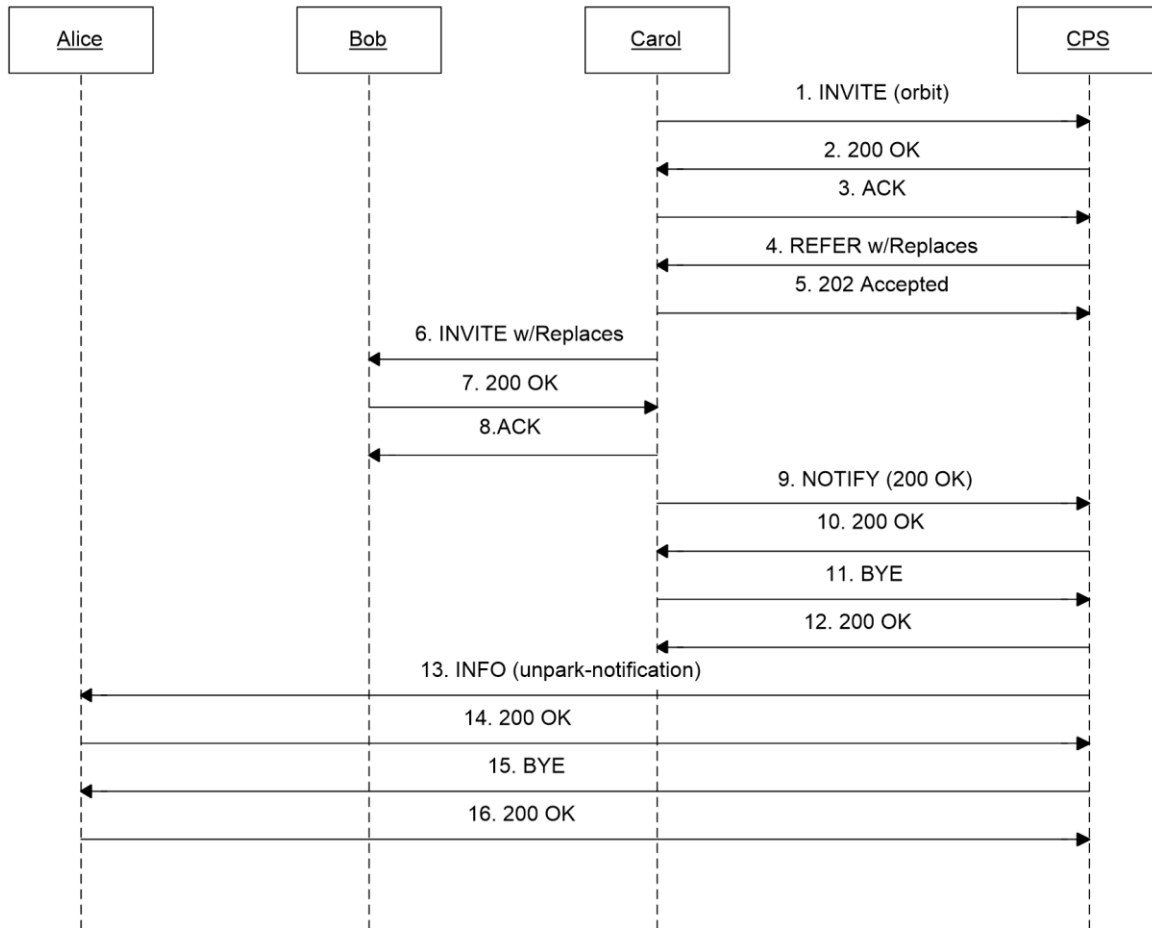 Alice
Bob
Carol
CPS
1. INVITE (orbit)
2. 200 OK
3. ACK
4. REFER w/Replaces
5. 202 Accepted
6. INVITE w/Replaces
7. 200 OK
8.ACK
9. NOTIFY (200 OK)
10. 200 OK
11. BYE
12. 200 OK
13. INFO (unpark-notification)
14. 200 OK
15. BYE
16. 200 OK